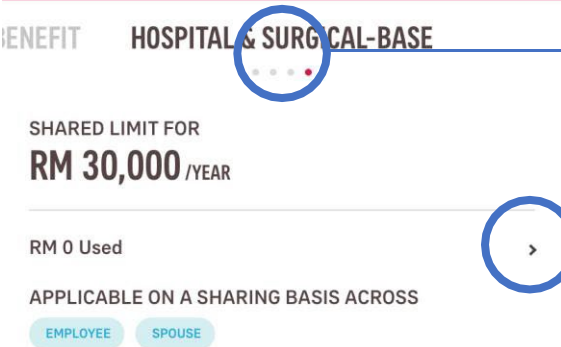 BENEFIT HOSPITAL & SURGICAL-BASE
SHARED LIMIT FOR
RM 30,000 /YEAR
RM 0 Used
APPLICABLE ON A SHARING BASIS ACROSS
EMPLOYEE SPOUSE